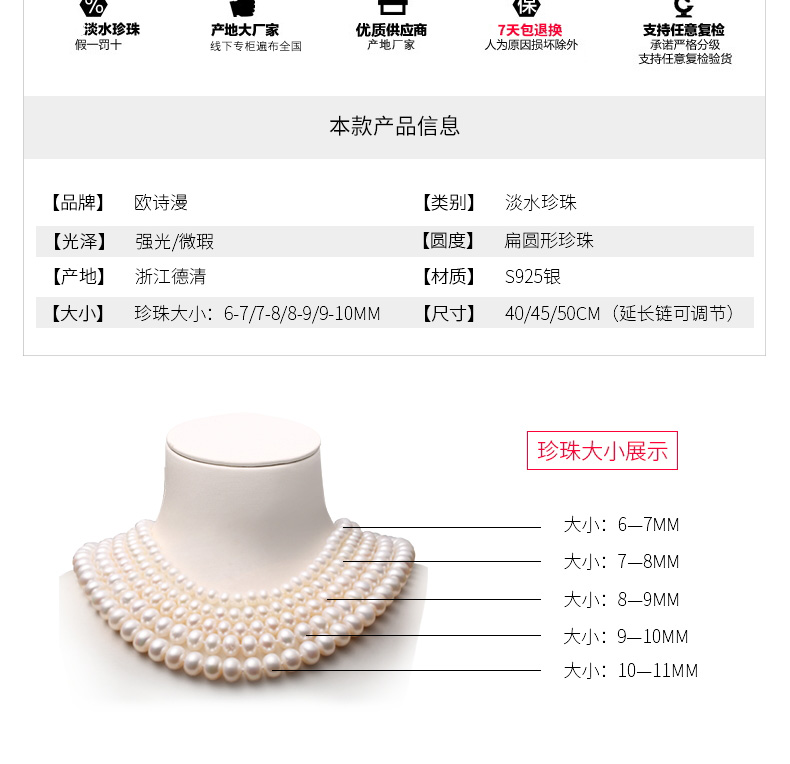 %
保
淡水珍珠 产地大厂家 优质供应商 7天包退换 支持任意复检
假一罚十 线下专柜遍布全国 产地厂家 人为原因损坏除外 承诺严格分级
支持任意复检验货
本款产品信息
【品牌】 欧诗漫 【类别】 淡水珍珠
【光泽】 强光/微瑕 【圆度】 扁圆形珍珠
【产地】 浙江德清 【材质】 S925银
【大小】 珍珠大小：6-7/7-8/8-9/9-10MM 【尺寸】 40/45/50CM（延长链可调节）
珍珠大小展示
大小：6—7MM
大小：7—8MM
大小：8—9MM
大小：9—10MM
大小：10—11MM